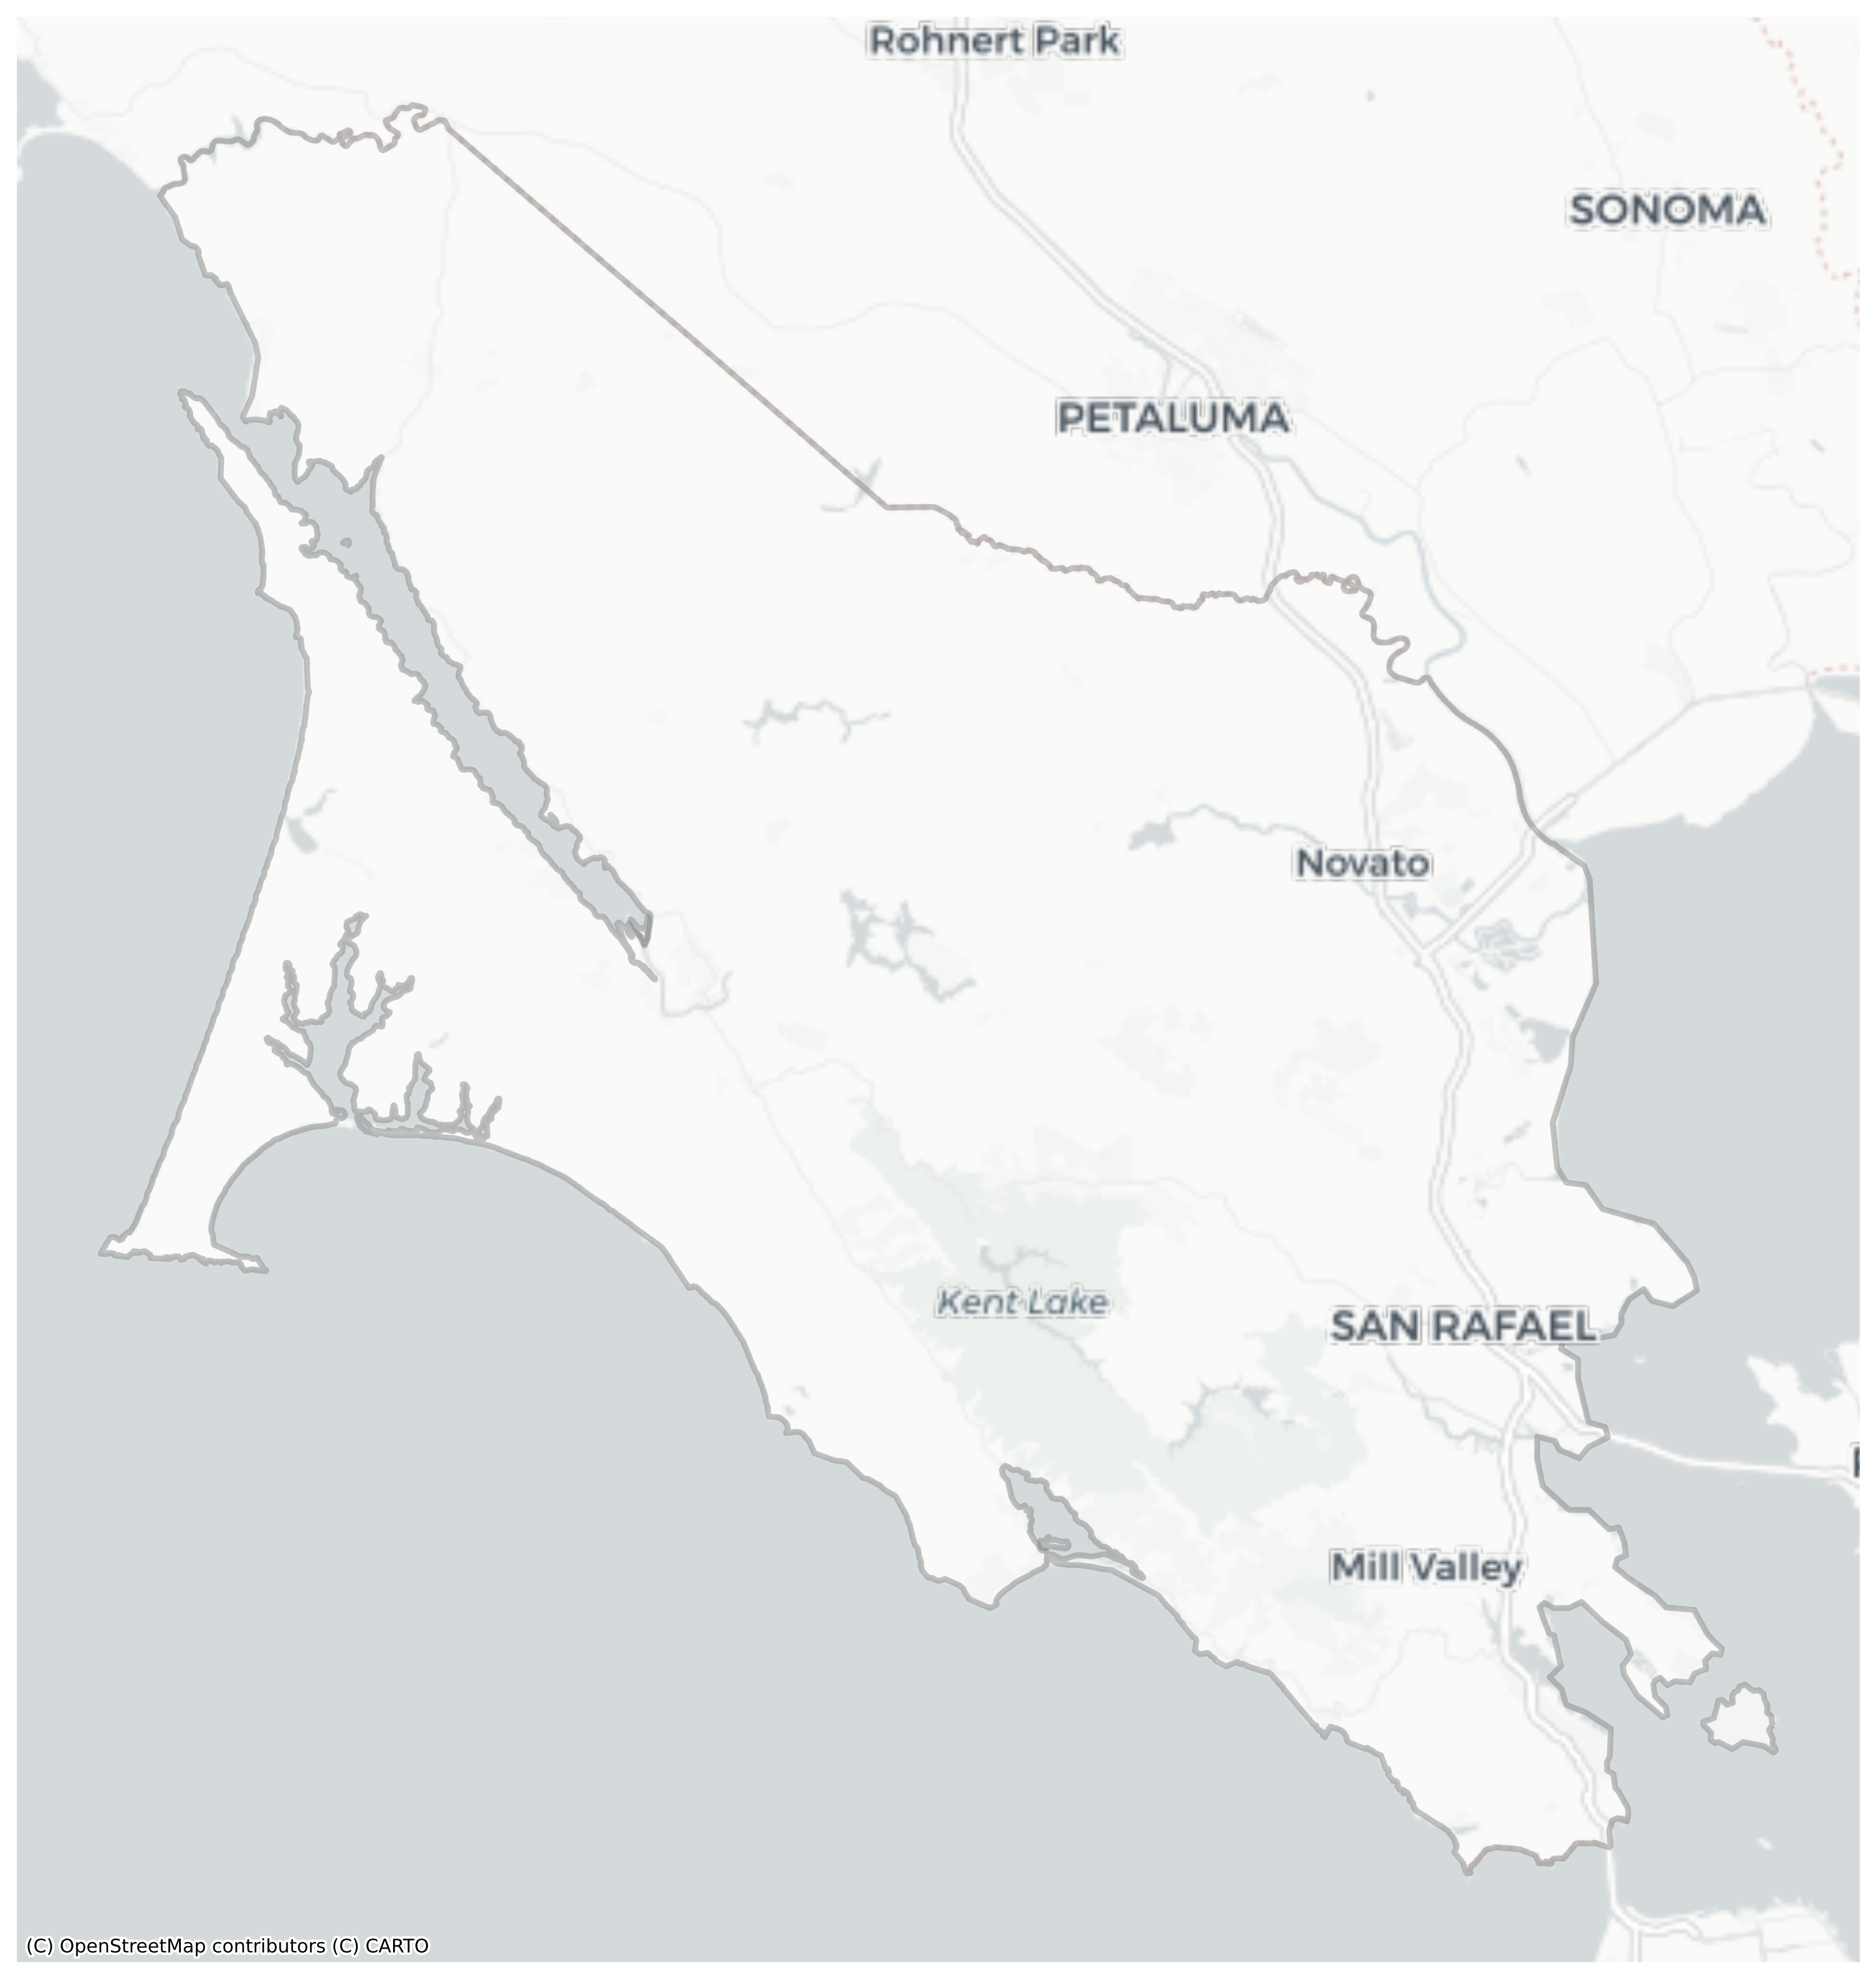 Rohnert Park
SONOMA
PETALUMA
Novato
Kent Lake
SAN RAFAEL
Mill Valley
(C) OpenStreetMap contributors (C) CARTO